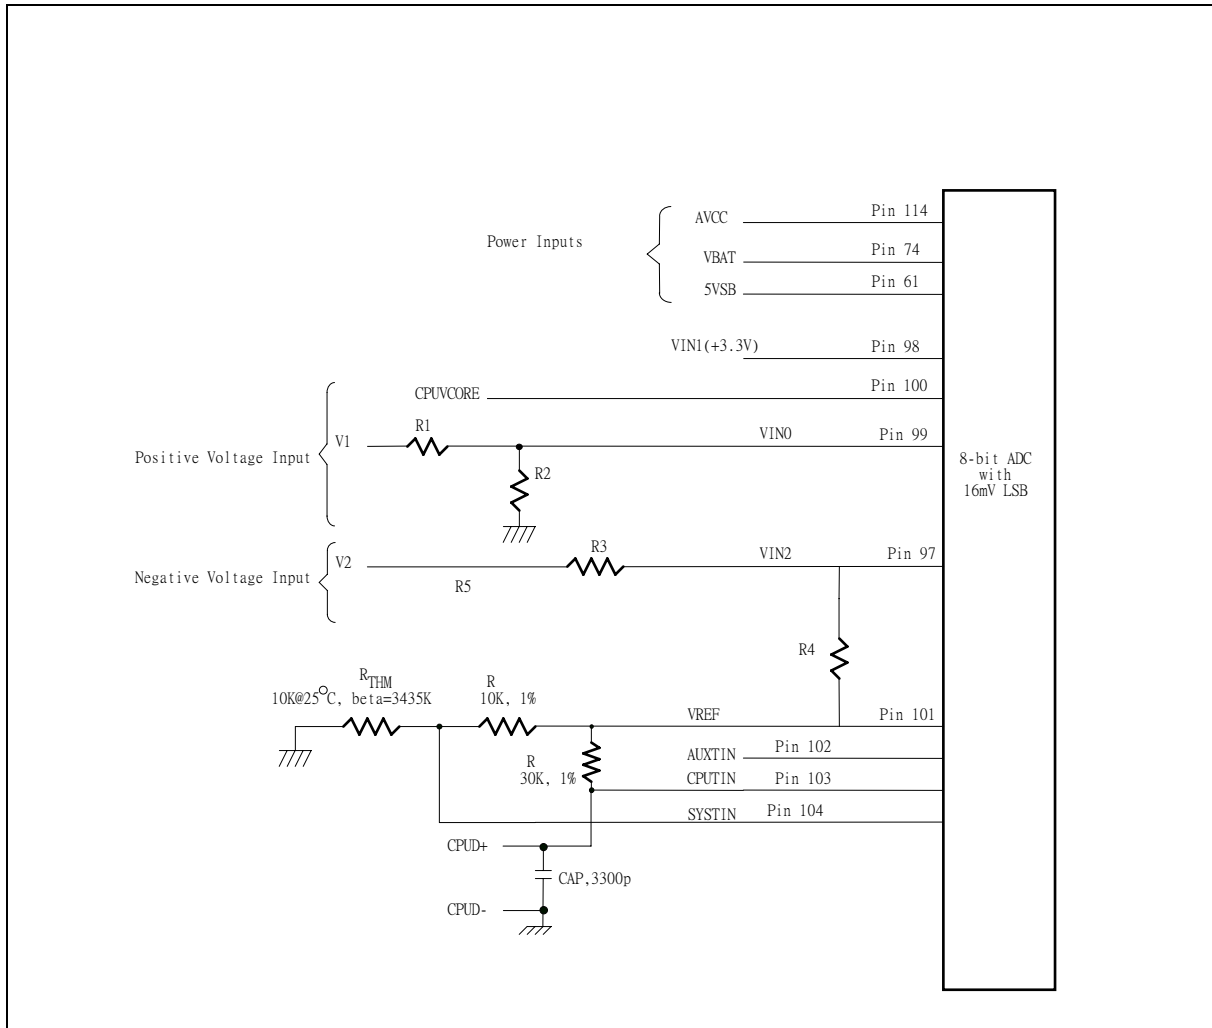 AVCC
Pin 114
Power Inputs
VBAT
Pin 74
5VSB
Pin 61
VIN1(+3.3V)
Pin 98
CPUVCORE
Pin 100
R1
V1
VIN0
Pin 99
Positive Voltage Input
R2
8-bit ADC
with
16mV LSB
R3
V2
VIN2
Pin 97
Negative Voltage Input
R5
R4
RTHM
10K@25°C, beta=3435K
R
10K, 1%
VREF
Pin 101
AUXTIN
Pin 102
R
30K, 1%
CPUTIN
Pin 103
SYSTIN
Pin 104
CPUD+
CAP,3300p
CPUD-